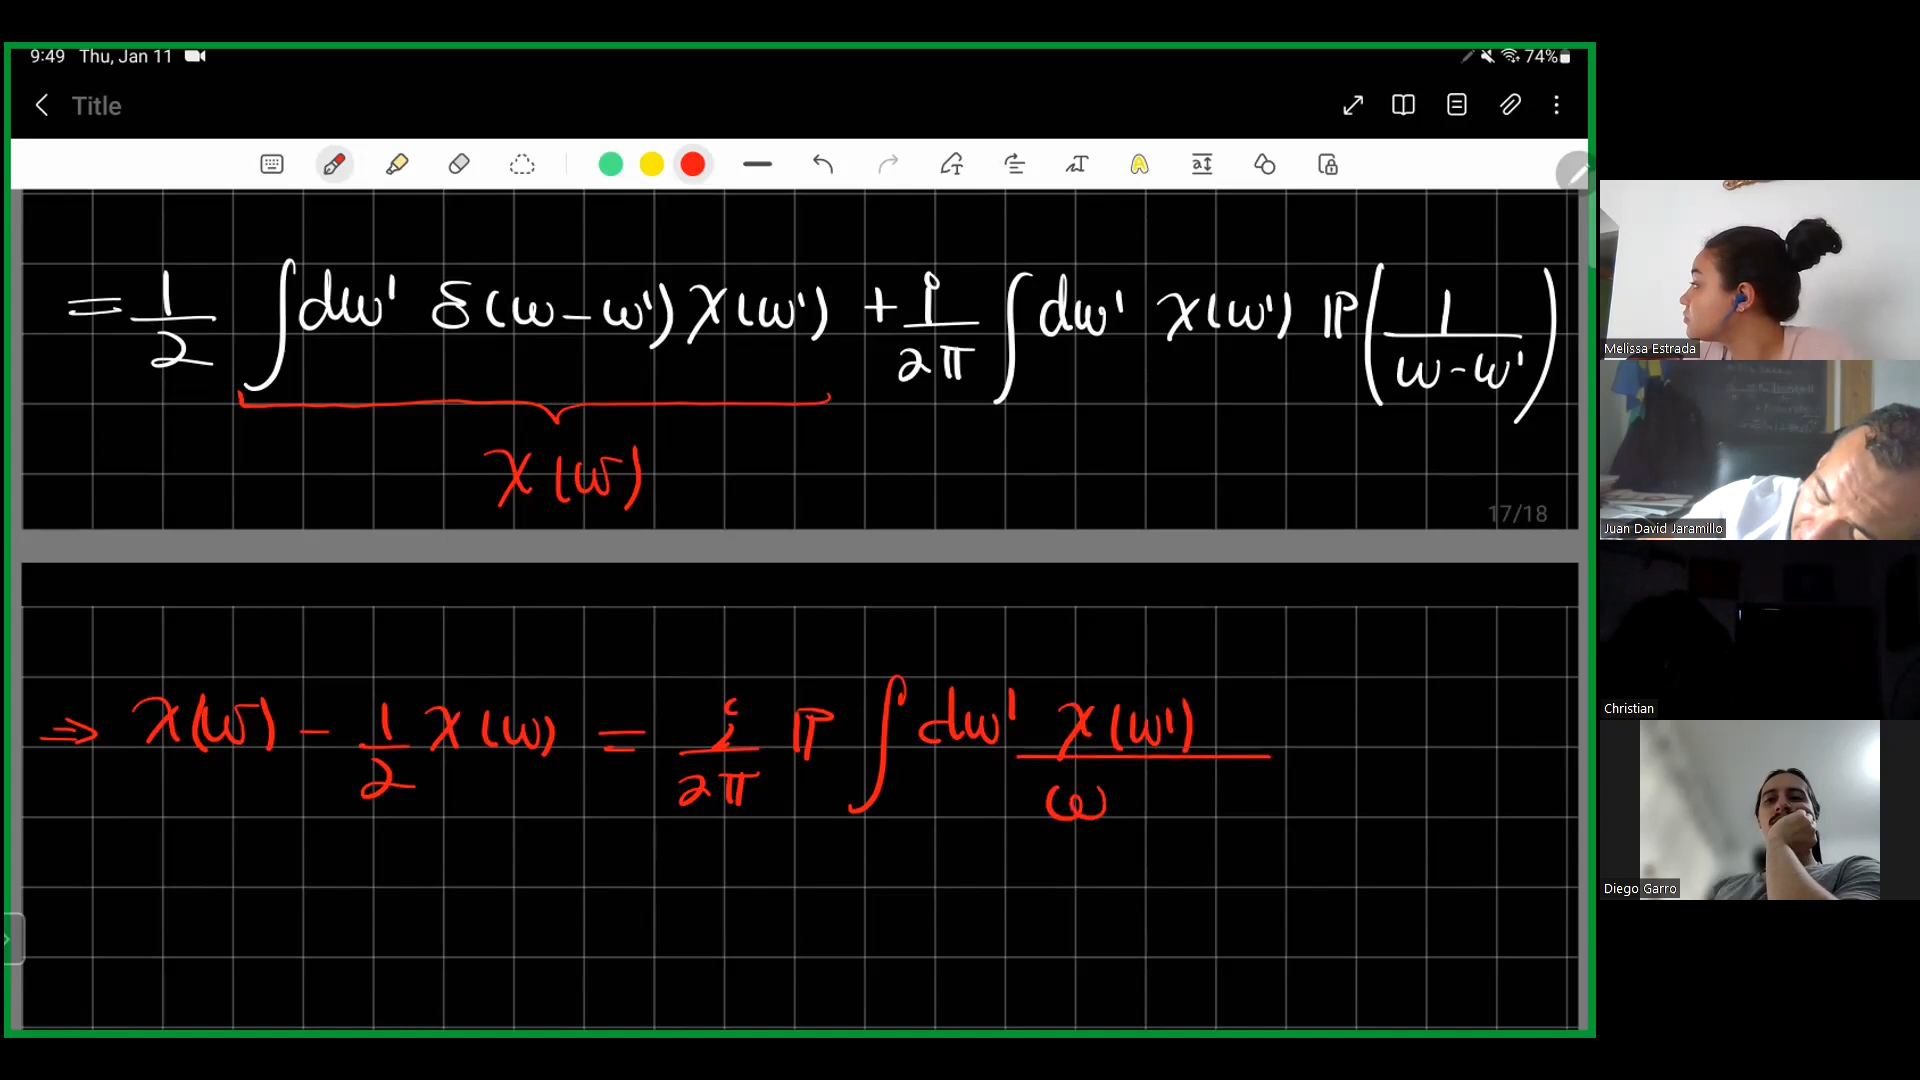 9:49 Thu, Jan 11 74%
Title
= 1/2 ∫ dω' δ(ω-ω') χ(ω') + i/2π ∫ dω' χ(ω') ℙ(1/ω-ω')
χ(ω)
17/18
⇒ χ(ω) - 1/2 χ(ω) = i/2π ℙ ∫ dω' χ(ω')/ω
Melissa Estrada
Juan David Jaramillo
Christian
Diego Garro